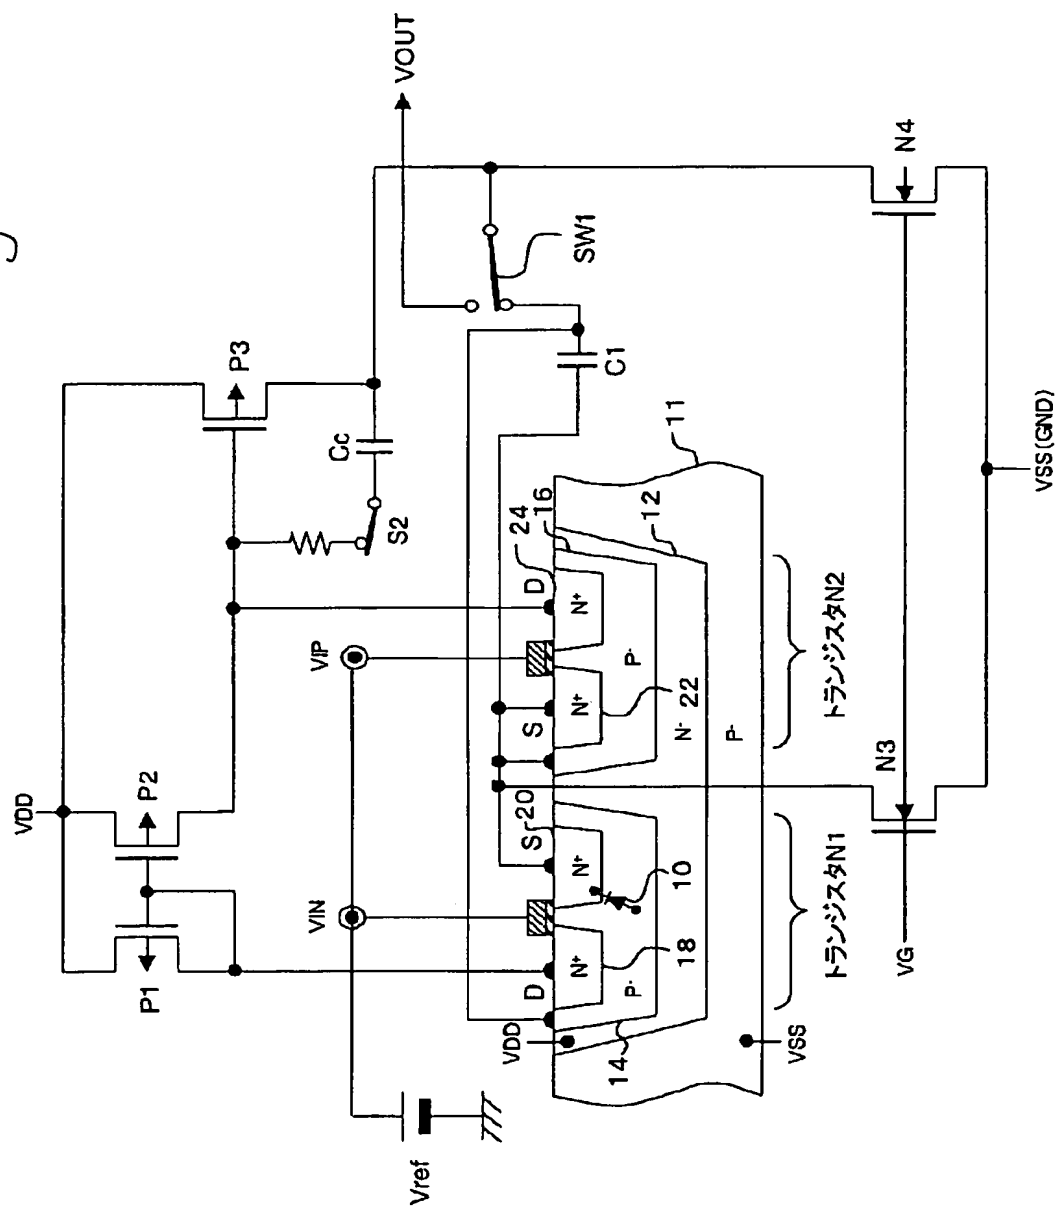 VDD
P1
P2
P3
Cc
S2
VOUT
SW1
C1
N4
N3
VG
VSS(GND)
VIN
VIP
Vref
VDD
VSS
D
S
S
D
N+
N+
N+
N+
P-
P-
N-
P-
10
11
12
14
16
18
20
22
24
トランジスタN1
トランジスタN2